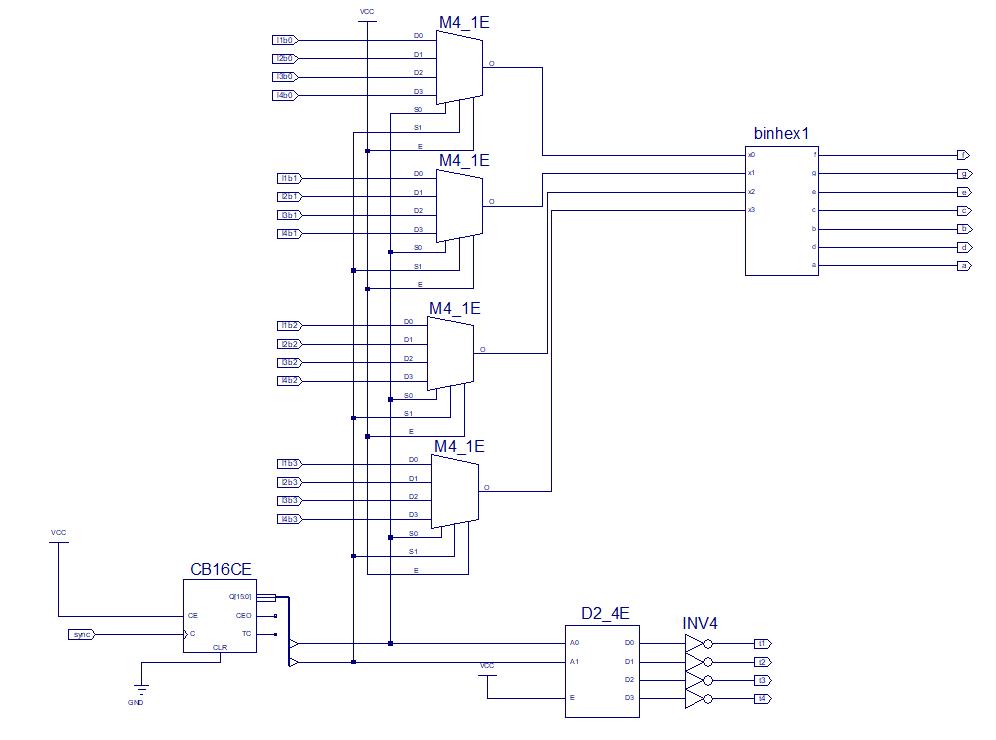 VCC
M4_1E
I1b0 D0
I2b0 D1 O
I3b0 D2
I4b0 D3
S0
S1
E
binhex1
x0 f f
x1 g g
x2 e e
x3 c c
b b
d d
a a
M4_1E
I1b1 D0
I2b1 D1 O
I3b1 D2
I4b1 D3
S0
S1
E
M4_1E
I1b2 D0
I2b2 D1 O
I3b2 D2
I4b2 D3
S0
S1
E
M4_1E
I1b3 D0
I2b3 D1 O
I3b3 D2
I4b3 D3
S0
S1
E
VCC
CB16CE
Q[15:0]
CE CEO
sync C TC
CLR
GND
D2_4E
INV4
A0 D0
A1 D1
VCC
D2
E D3
t1
t2
t3
t4